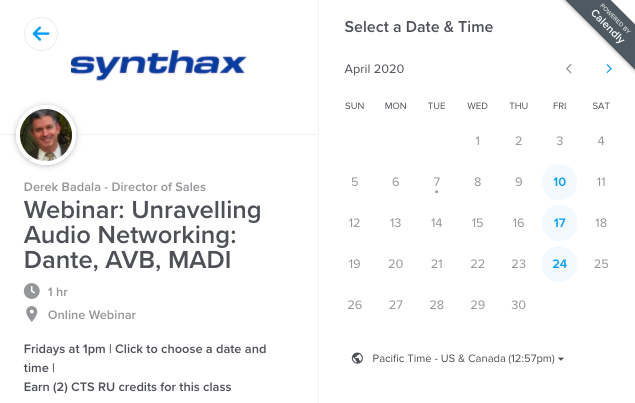 synthax
Derek Badala - Director of Sales
Webinar: Unravelling
Audio Networking:
Dante, AVB, MADI
1 hr
Online Webinar
Fridays at 1pm | Click to choose a date and
time |
Earn (2) CTS RU credits for this class
Select a Date & Time
POWERED BY
Calendly
April 2020
SUN MON TUE WED THU FRI SAT
1 2 3 4
5 6 7 8 9 10 11
12 13 14 15 16 17 18
19 20 21 22 23 24 25
26 27 28 29 30
Pacific Time - US & Canada (12:57pm)